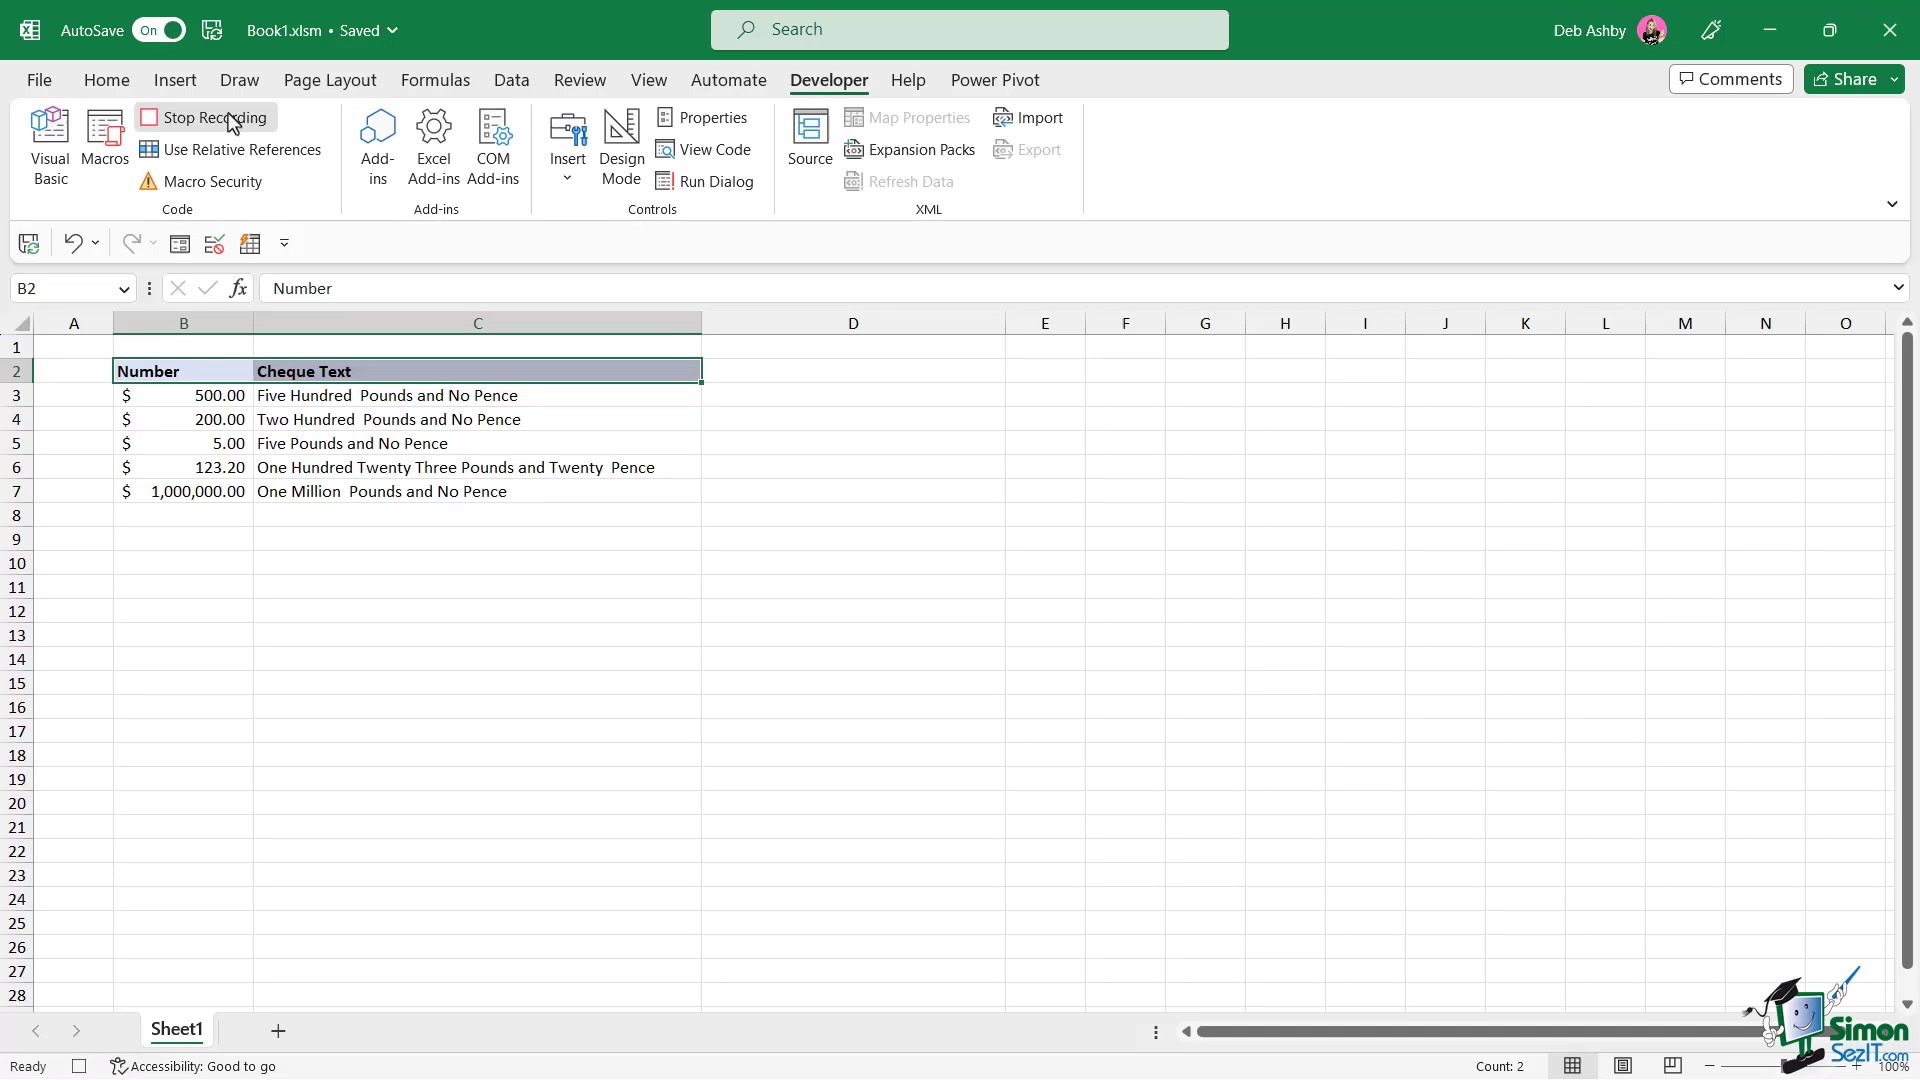 AutoSave On Book1.xlsm • Saved Search Deb Ashby
File Home Insert Draw Page Layout Formulas Data Review View Automate Developer Help Power Pivot Comments Share
Visual Basic
Macros
Stop Recording
Use Relative References
Macro Security
Code
Add-ins
Excel Add-ins
COM Add-ins
Add-ins
Insert
Design Mode
Properties
View Code
Run Dialog
Controls
Source
Map Properties
Expansion Packs
Refresh Data
Import
Export
XML
B2 fx Number
A B C D E F G H I J K L M N O
1
2 Number Cheque Text
3 $ 500.00 Five Hundred  Pounds and No Pence
4 $ 200.00 Two Hundred  Pounds and No Pence
5 $ 5.00 Five Pounds and No Pence
6 $ 123.20 One Hundred Twenty Three Pounds and Twenty  Pence
7 $ 1,000,000.00 One Million  Pounds and No Pence
8
9
10
11
12
13
14
15
16
17
18
19
20
21
22
23
24
25
26
27
28
Sheet1
Simon
SezIT.com
Ready Accessibility: Good to go Count: 2 100%